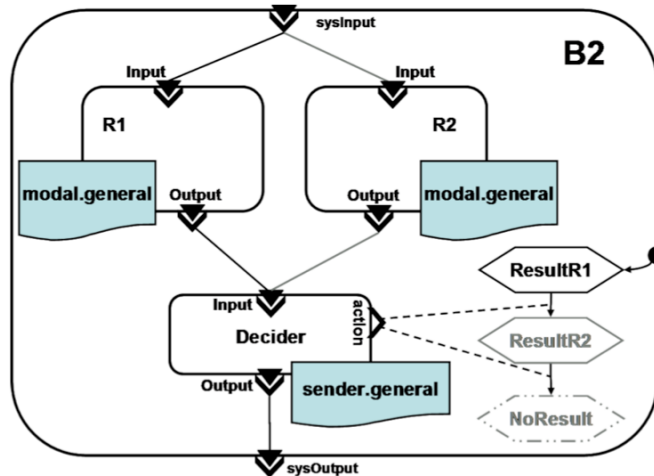 sysInput
B2
Input
Input
R1
R2
modal.general
Output
Output
modal.general
ResultR1
Input
action
Decider
ResultR2
Output
sender.general
NoResult
sysOutput